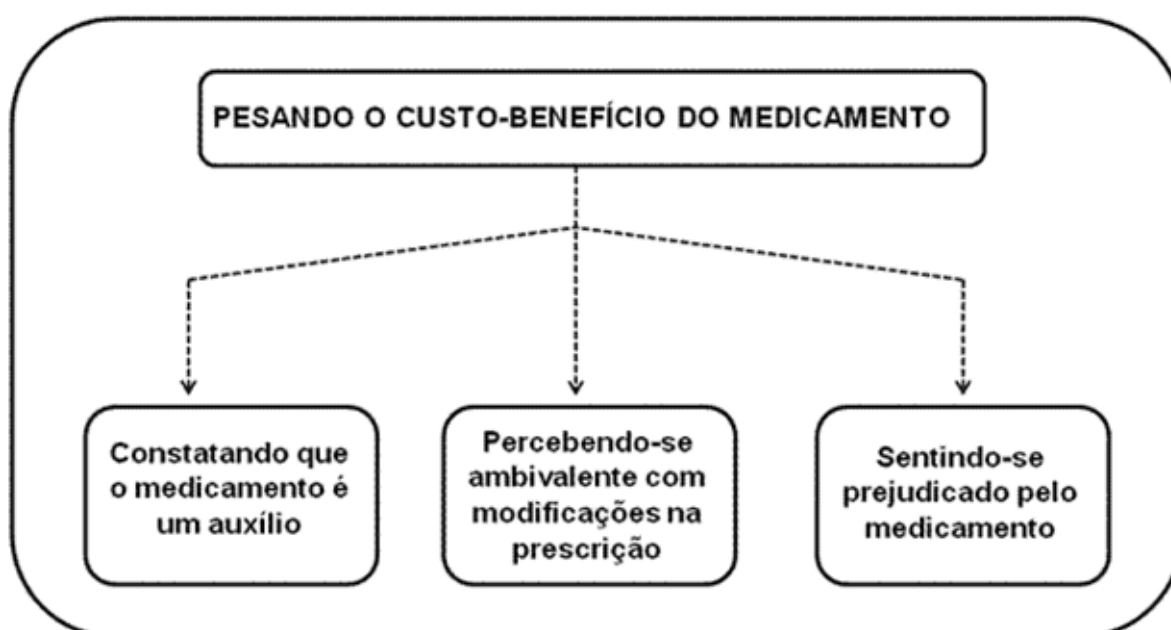 PESANDO O CUSTO-BENEFÍCIO DO MEDICAMENTO
Constatando que
o medicamento é
um auxílio
Percebendo-se
ambivalente com
modificações na
prescrição
Sentindo-se
prejudicado pelo
medicamento